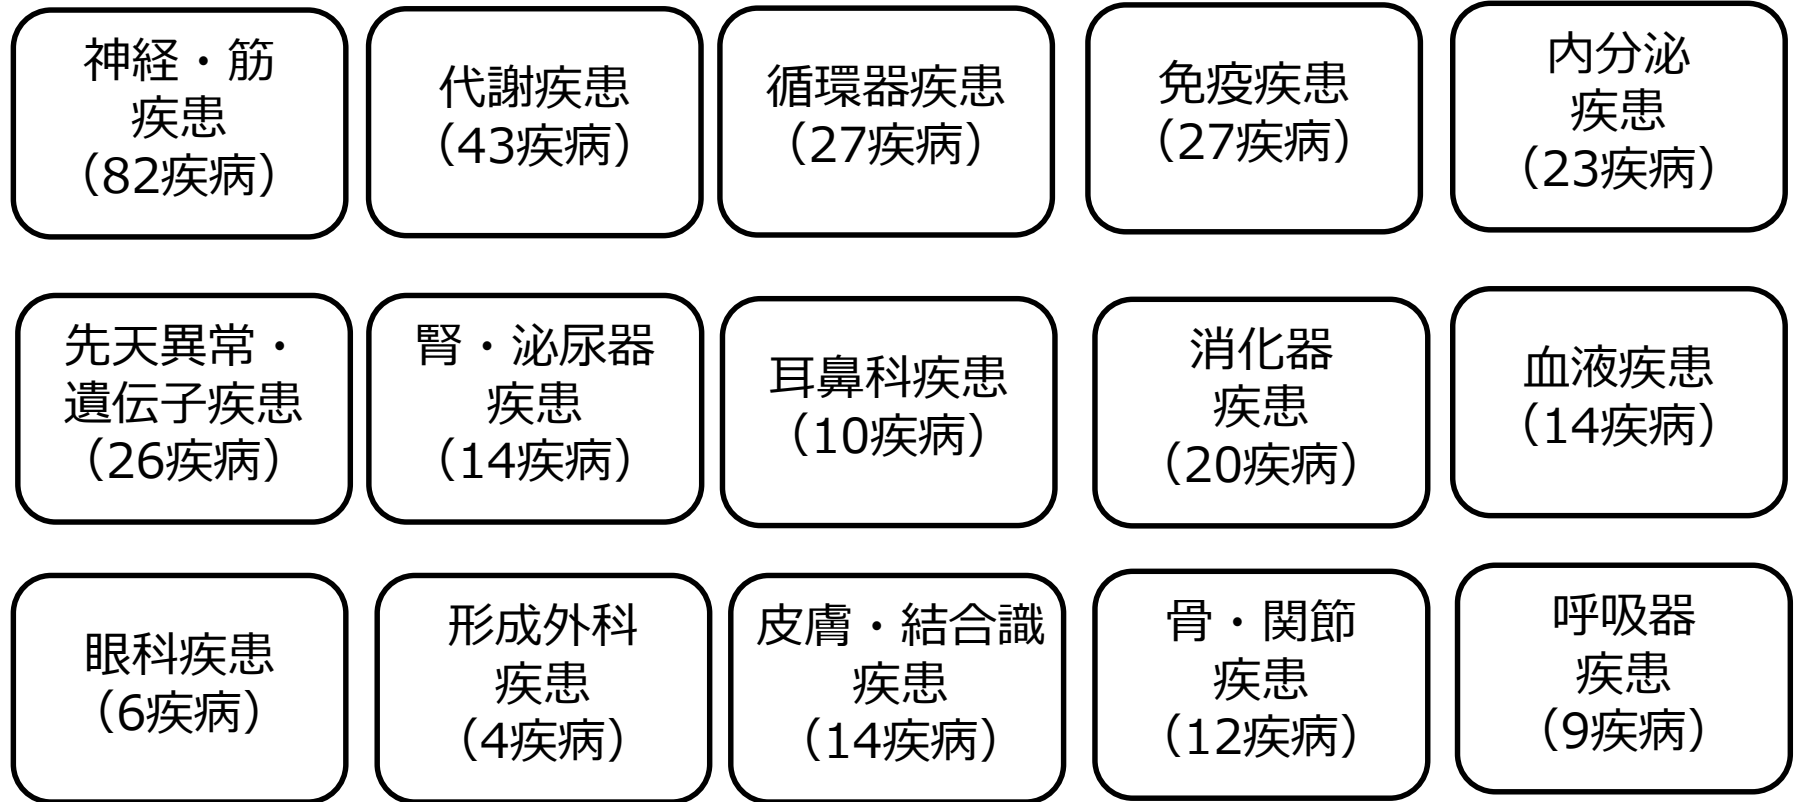 神経・筋
疾患
（82疾病）
代謝疾患
（43疾病）
循環器疾患
（27疾病）
免疫疾患
（27疾病）
内分泌
疾患
（23疾病）
先天異常・
遺伝子疾患
（26疾病）
腎・泌尿器
疾患
（14疾病）
耳鼻科疾患
（10疾病）
消化器
疾患
（20疾病）
血液疾患
（14疾病）
眼科疾患
（6疾病）
形成外科
疾患
（4疾病）
皮膚・結合識
疾患
（14疾病）
骨・関節
疾患
（12疾病）
呼吸器
疾患
（9疾病）